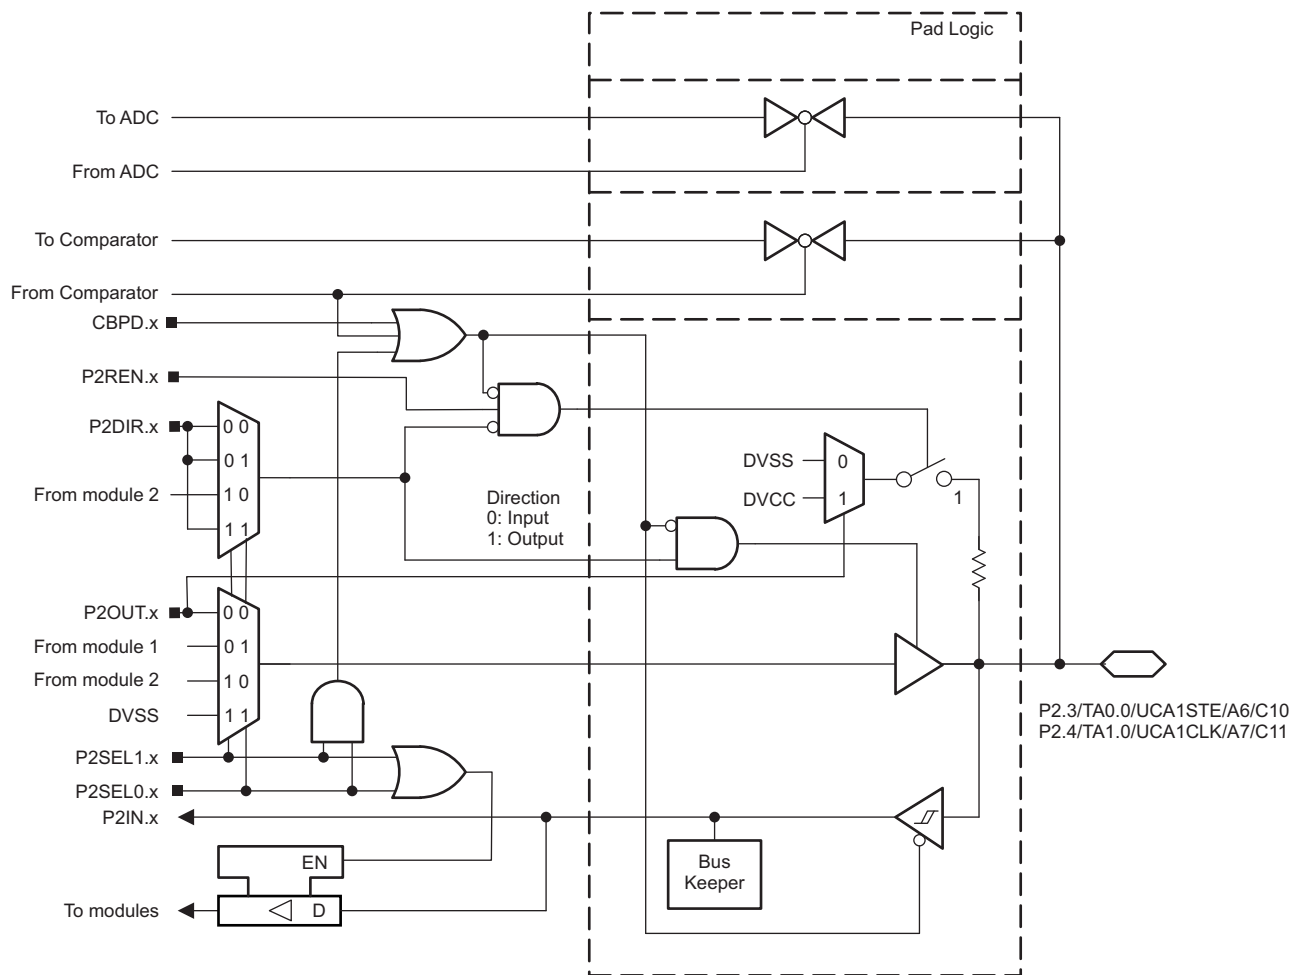 Pad Logic
To ADC
From ADC
To Comparator
From Comparator
CBPD.x
P2REN.x
P2DIR.x
0 0
0 1
From module 2
1 0
1 1
Direction
0: Input
1: Output
DVSS
0
DVCC
1
1
P2OUT.x
0 0
From module 1
0 1
From module 2
1 0
DVSS
1 1
P2SEL1.x
P2SEL0.x
P2IN.x
P2.3/TA0.0/UCA1STE/A6/C10
P2.4/TA1.0/UCA1CLK/A7/C11
Bus
Keeper
EN
To modules
D